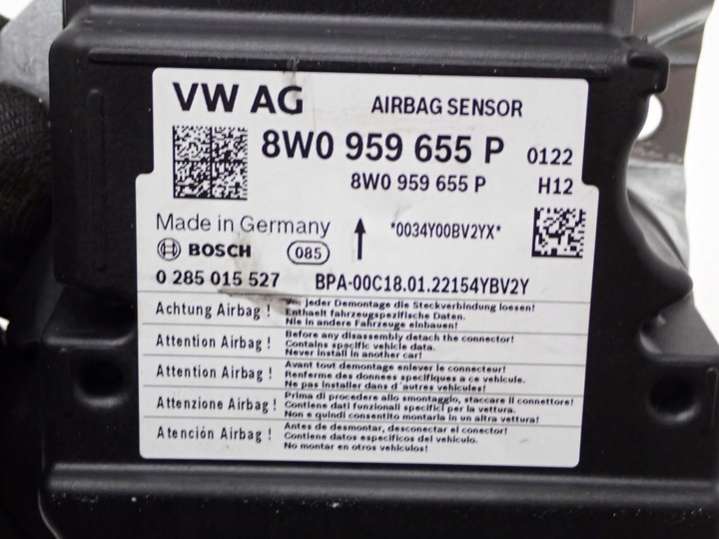 VW AG
AIRBAG SENSOR
8W0 959 655 P 0122
8W0 959 655 P H12
Made in Germany
*0034Y00BV2YX*
BOSCH 085
0 285 015 527 BPA-00C18.01.22154YBV2Y
Achtung Airbag !
jeder Demontage die Steckverbindung loesen!
Enthaelt fahrzeugspezifische Daten.
Nie in andere Fahrzeuge einbauen!
Attention Airbag !
Before any disassembly detach the connector!
Contains specific vehicle data.
Never install in another car!
Attention Airbag !
Avant tout demontage enlever le connecteur!
Renferme des donnees specifiques a ce vehicule.
Ne pas installer dans d'autres vehicules!
Attenzione Airbag !
Prima di procedere allo smontaggio, staccare il connettore!
Contiene dati funzionali specifici per la vettura.
Non e quindi consentito montarla in un altra vettura!
Atención Airbag !
Antes de desmontar, desconectar el conector!
Contiene datos especificos del vehiculo.
No montar en otros vehiculos!